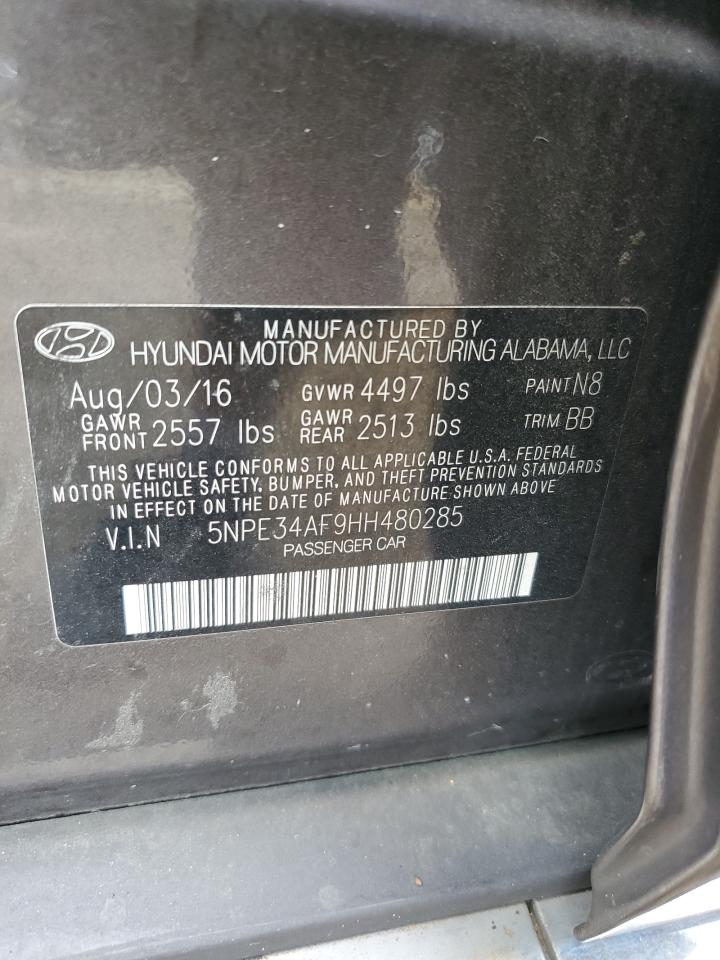 MANUFACTURED BY
HYUNDAI MOTOR MANUFACTURING ALABAMA, LLC
Aug/03/16 GVWR 4497 lbs PAINT N8
GAWR FRONT 2557 lbs GAWR REAR 2513 lbs TRIM BB
THIS VEHICLE CONFORMS TO ALL APPLICABLE U.S.A. FEDERAL
MOTOR VEHICLE SAFETY, BUMPER, AND THEFT PREVENTION STANDARDS
IN EFFECT ON THE DATE OF MANUFACTURE SHOWN ABOVE
V.I.N 5NPE34AF9HH480285
PASSENGER CAR